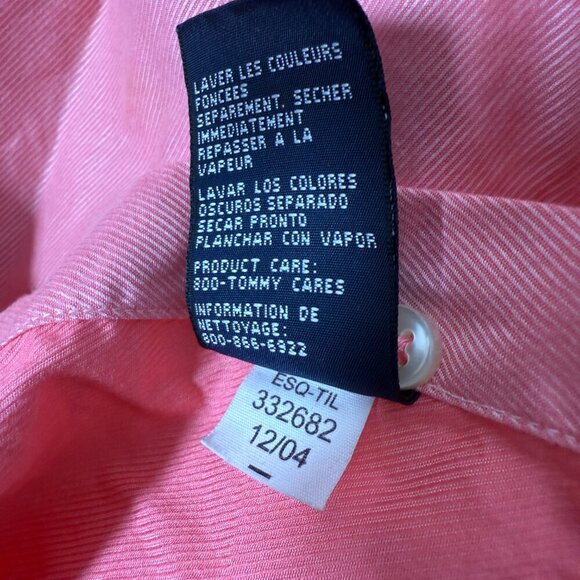 LAVER LES COULEURS
FONCEES
SEPAREMENT. SECHER
IMMEDIATEMENT
REPASSER A LA
VAPEUR
LAVAR LOS COLORES
OSCUROS SEPARADO
SECAR PRONTO
PLANCHAR CON VAPOR
PRODUCT CARE:
800-TOMMY CARES
INFORMATION DE
NETTOYAGE:
800-866-6922
ESQ-TIL
332682
12/04